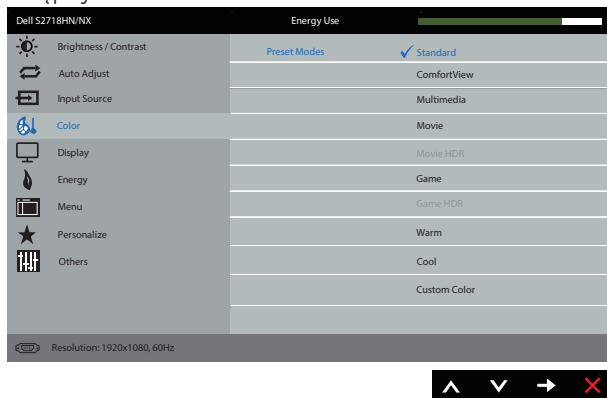 Dell S2718HN/NX Energy Use
Brightness / Contrast Preset Modes Standard
Auto Adjust ComfortView
Input Source Multimedia
Color Movie
Display Movie HDR
Energy Game
Menu Game HDR
Personalize Warm
Others Cool
Custom Color
Resolution: 1920x1080, 60Hz